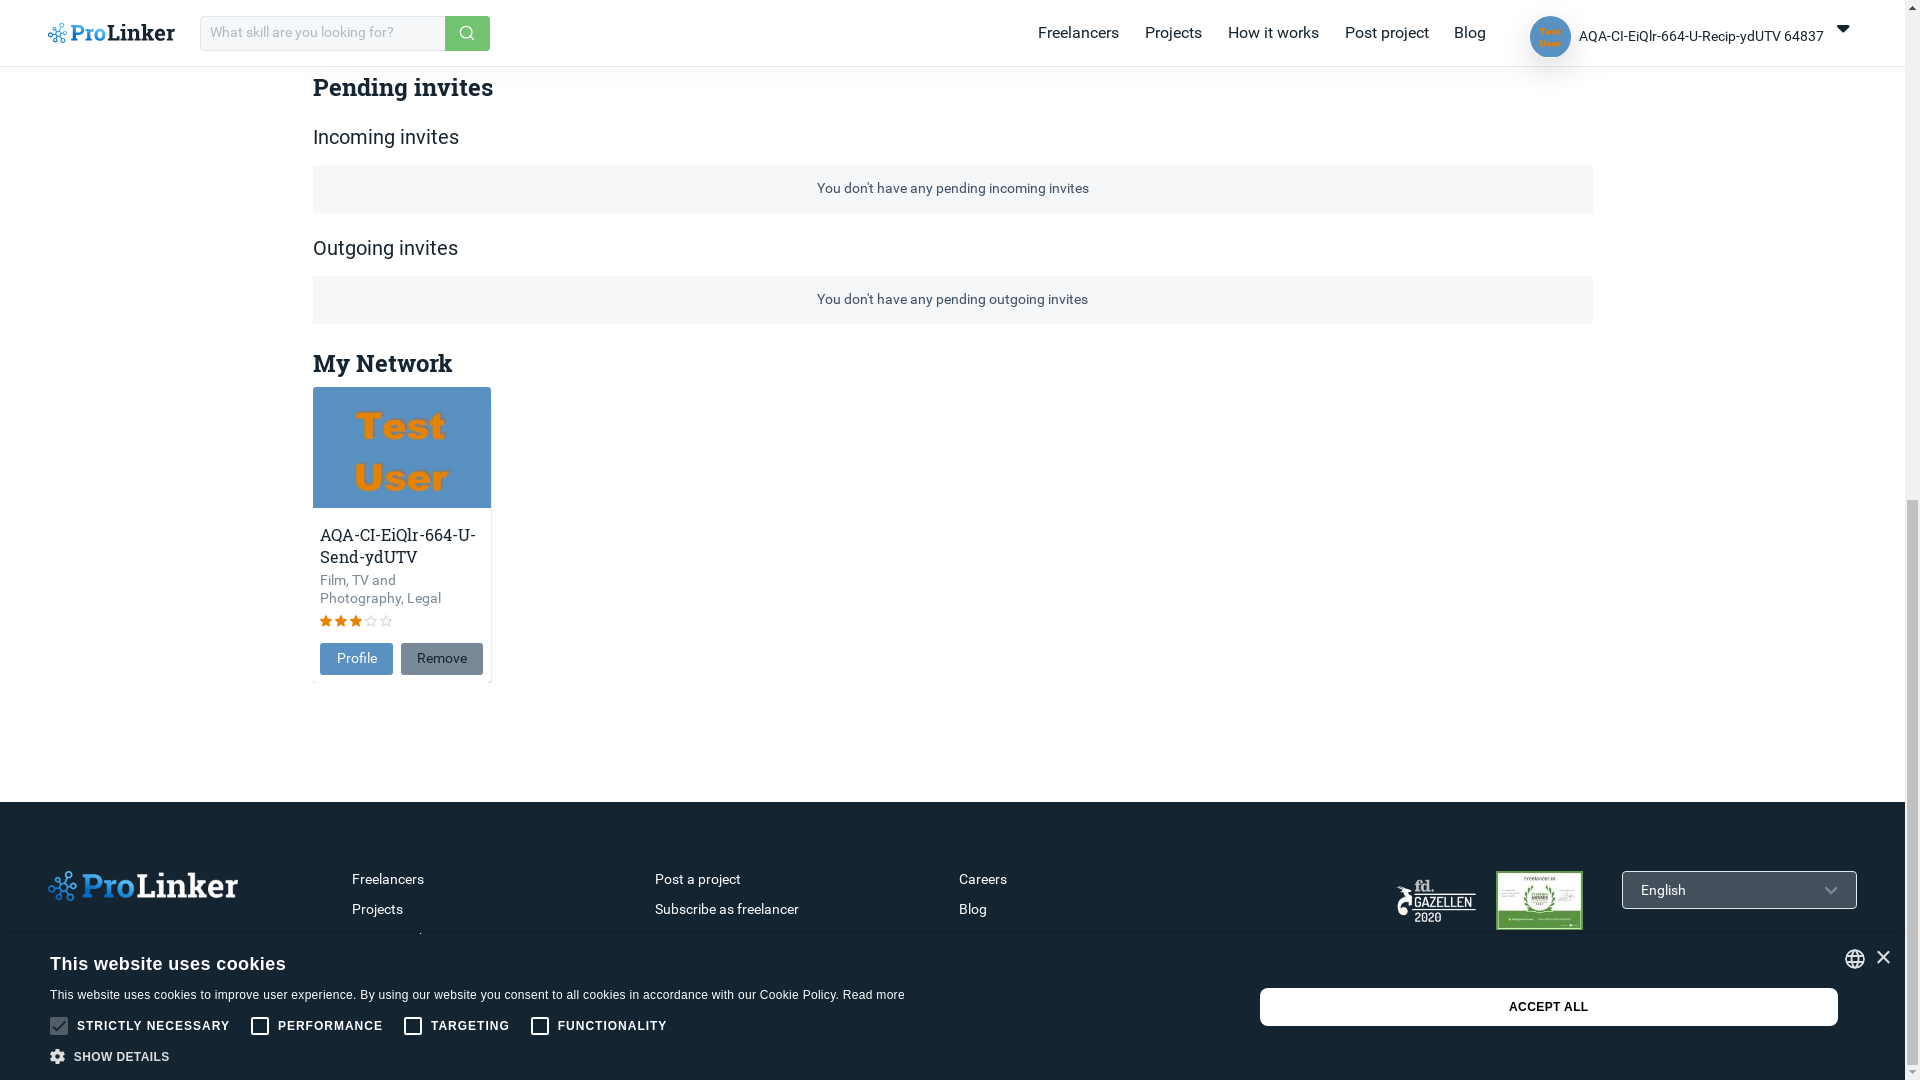 ProLinker
What skill are you looking for?
Freelancers
Projects
How it works
Post project
Blog
Test
User
AQA-CI-EiQlr-664-U-Recip-ydUTV 64837
Pending invites
Incoming invites
You don't have any pending incoming invites
Outgoing invites
You don't have any pending outgoing invites
My Network
Test
User
AQA-CI-EiQlr-664-U-
Send-ydUTV
Film, TV and
Photography, Legal
Profile
Remove
ProLinker
Freelancers
Post a project
Careers
Projects
Subscribe as freelancer
Blog
fd.
GAZELLEN
2020
Freelancer.nl
English
This website uses cookies
This website uses cookies to improve user experience. By using our website you consent to all cookies in accordance with our Cookie Policy. Read more
STRICTLY NECESSARY
PERFORMANCE
TARGETING
FUNCTIONALITY
SHOW DETAILS
ACCEPT ALL